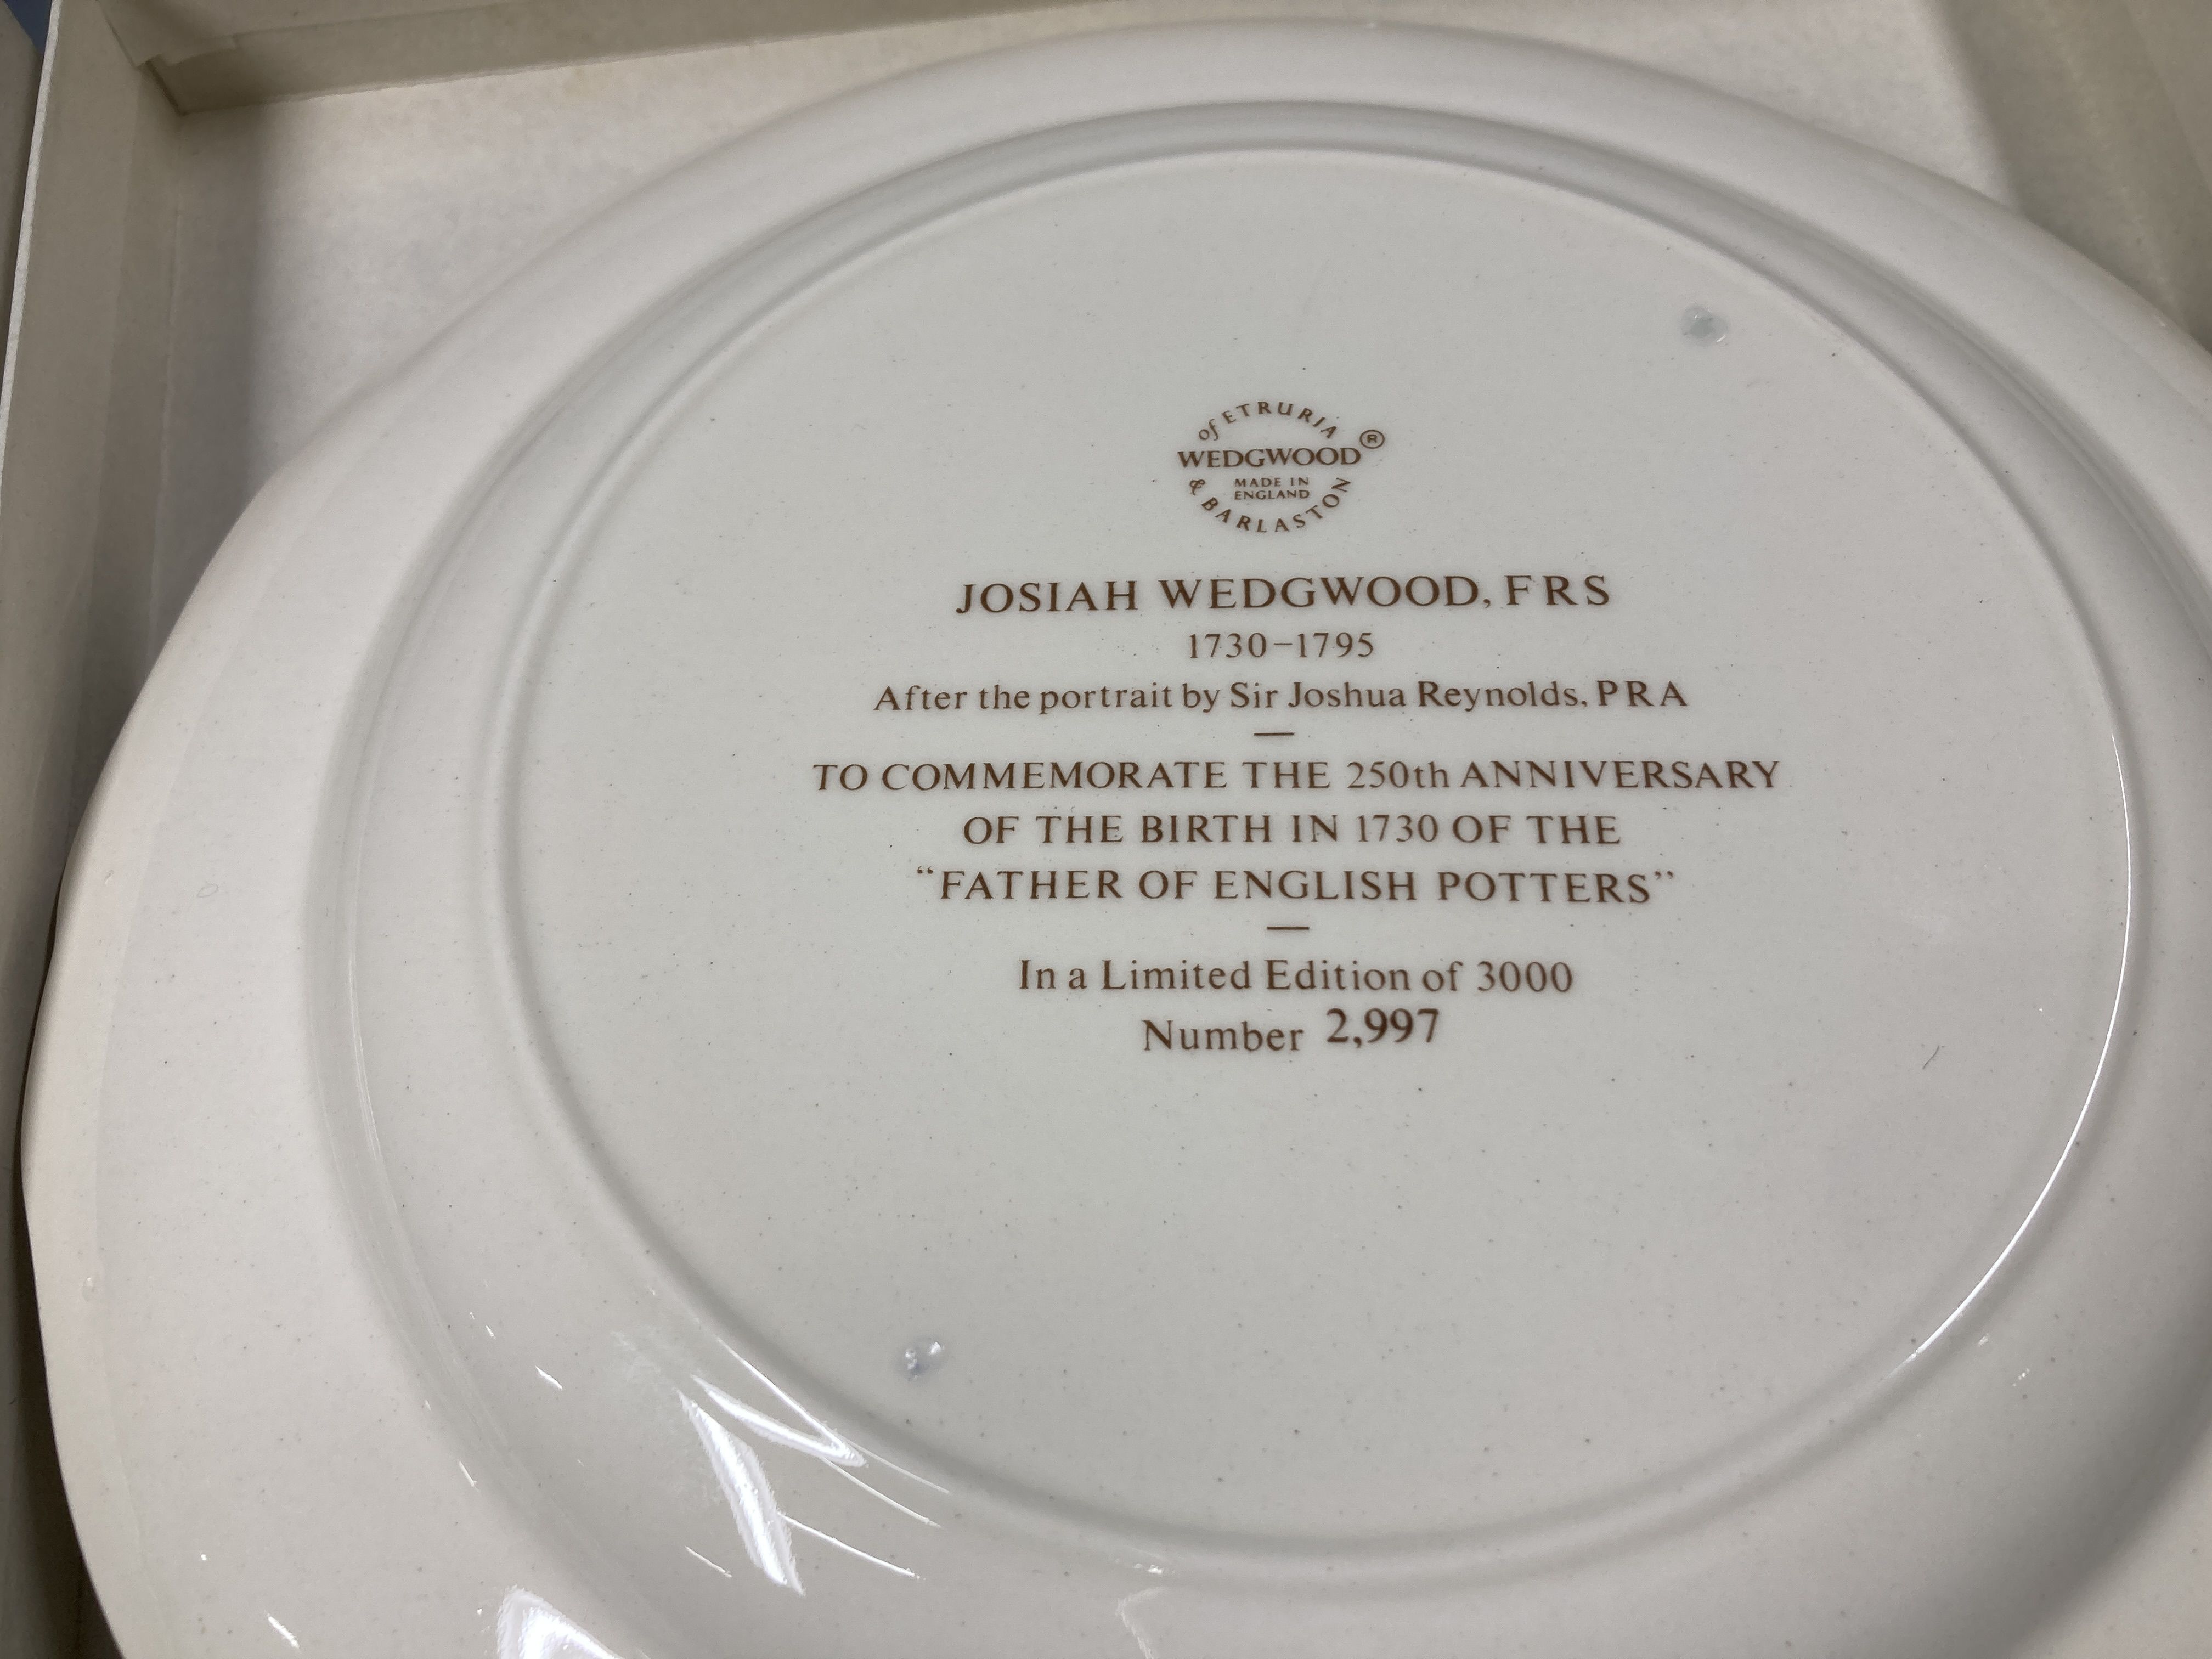 of ETRURIA
WEDGWOOD ®
MADE IN
ENGLAND
& BARLASTON
JOSIAH WEDGWOOD, FRS
1730–1795
After the portrait by Sir Joshua Reynolds, PRA
—
TO COMMEMORATE THE 250th ANNIVERSARY
OF THE BIRTH IN 1730 OF THE
“FATHER OF ENGLISH POTTERS”
—
In a Limited Edition of 3000
Number 2,997